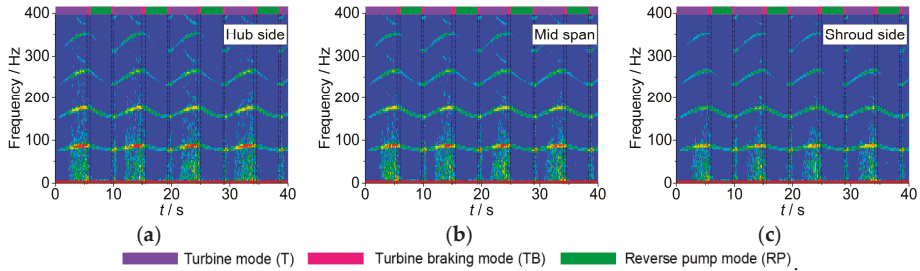 400
300
200
100
0
Frequency / Hz
Hub side
0 10 20 30 40
t / s
(a)
400
300
200
100
0
Frequency / Hz
Mid span
0 10 20 30 40
t / s
(b)
400
300
200
100
0
Frequency / Hz
Shroud side
0 10 20 30 40
t / s
(c)
Turbine mode (T) Turbine braking mode (TB) Reverse pump mode (RP) .